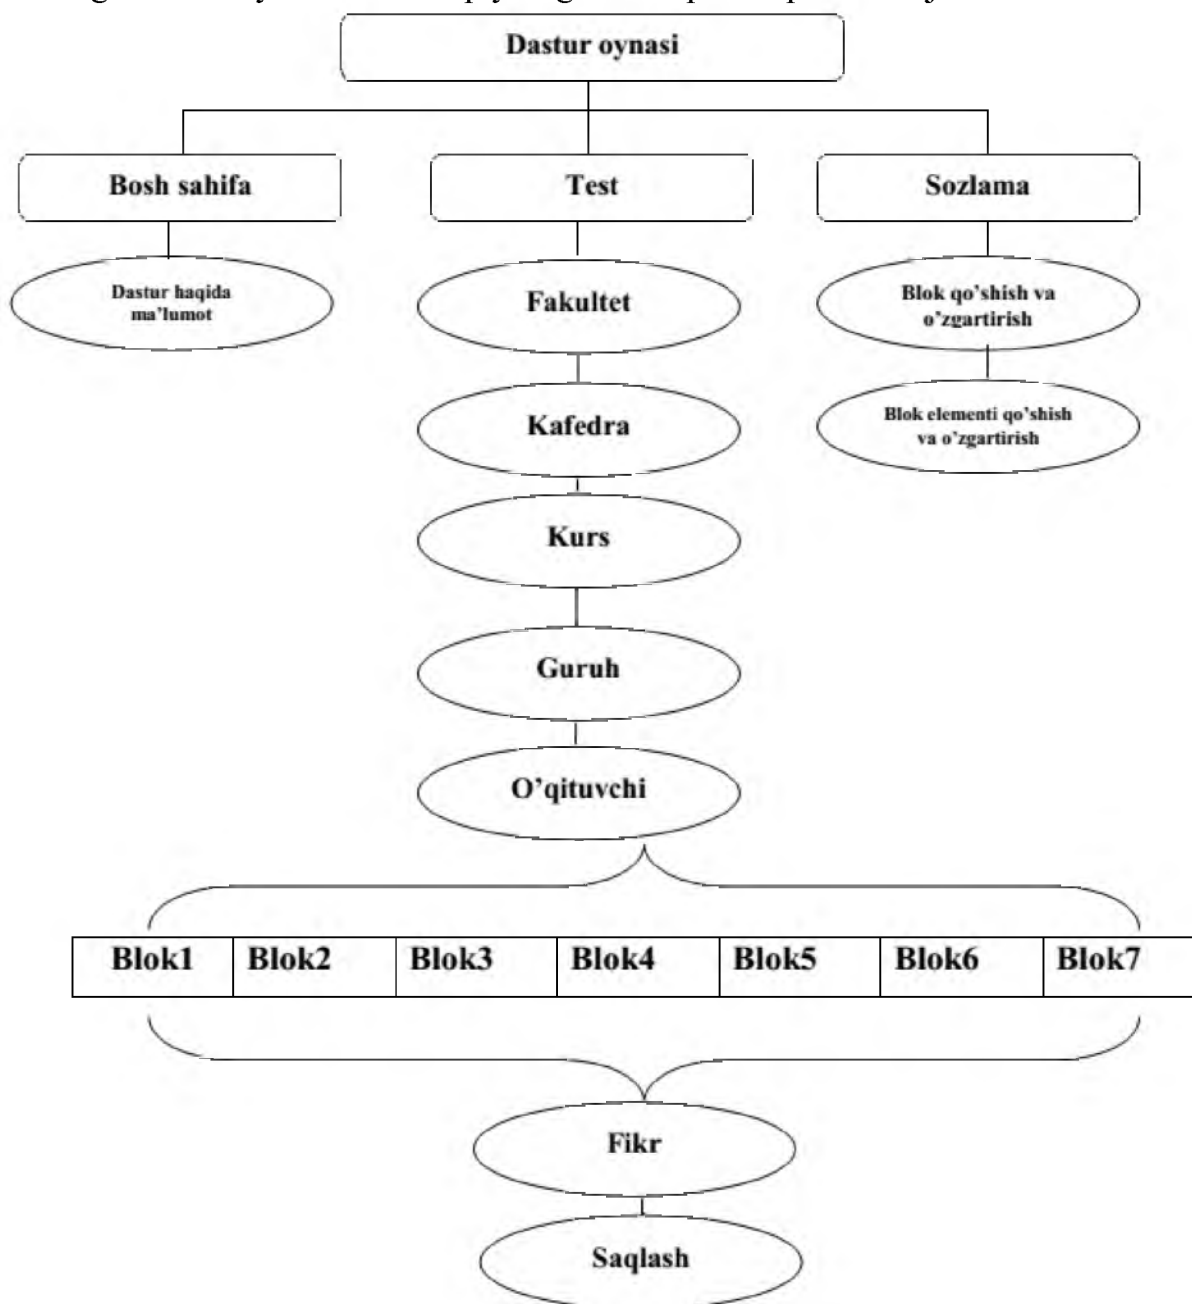 Dastur oynasi
Bosh sahifa
Test
Sozlama
Dastur haqida
ma’lumot
Fakultet
Blok qo’shish va
o’zgartirish
Kafedra
Blok elementi qo’shish
va o’zgartirish
Kurs
Guruh
O’qituvchi
Blok1 Blok2 Blok3 Blok4 Blok5 Blok6 Blok7
Fikr
Saqlash